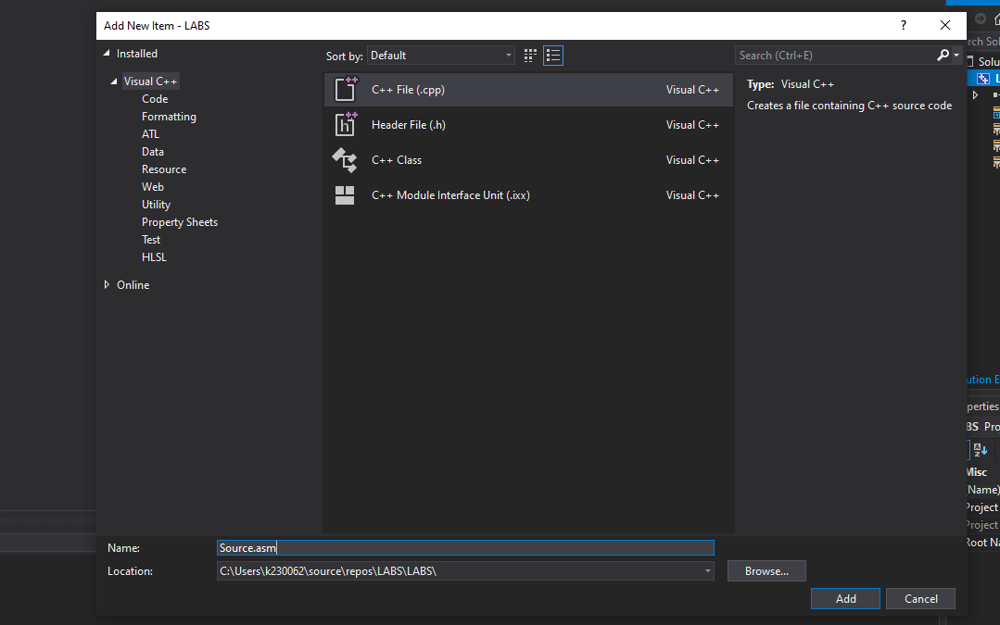 Add New Item - LABS
?
Installed
Visual C++
Code
Formatting
ATL
Data
Resource
Web
Utility
Property Sheets
Test
HLSL
Online
Sort by: Default
C++ File (.cpp) Visual C++
Header File (.h) Visual C++
C++ Class Visual C++
C++ Module Interface Unit (.ixx) Visual C++
Search (Ctrl+E)
Type: Visual C++
Creates a file containing C++ source code
Name: Source.asm
Location: C:\Users\k230062\source\repos\LABS\LABS\
Browse...
Add Cancel
rch Sol
Solu
L
ution E
perties
BS Pro
Misc
(Name)
Project
Project
Root Na